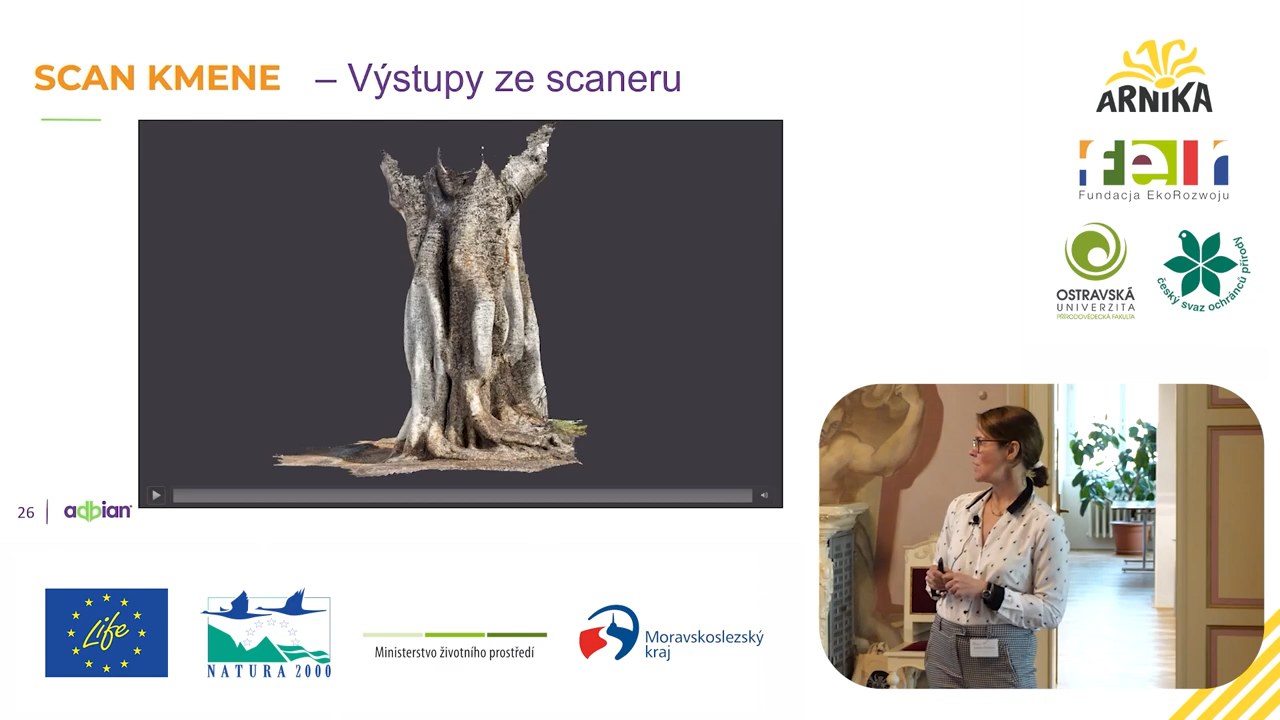 SCAN KMENE – Výstupy ze scaneru
ARNIKA
feri
Fundacja EkoRozwoju
OSTRAVSKÁ
UNIVERZITA
PŘÍRODOVĚDECKÁ FAKULTA
český svaz ochránců přírody
26 adbian
Life
NATURA 2000
Ministerstvo životního prostředí
Moravskoslezský
kraj